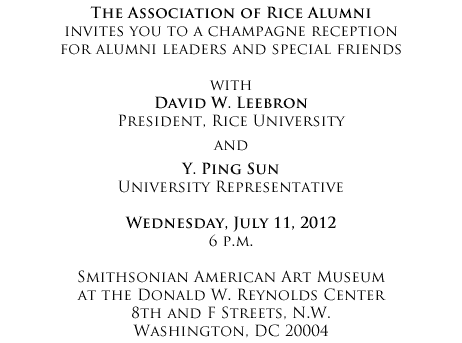 The Association of Rice Alumni
invites you to a champagne reception
for alumni leaders and special friends
with
David W. Leebron
President, Rice University
and
Y. Ping Sun
University Representative
Wednesday, July 11, 2012
6 p.m.
Smithsonian American Art Museum
at the Donald W. Reynolds Center
8th and F Streets, N.W.
Washington, DC 20004